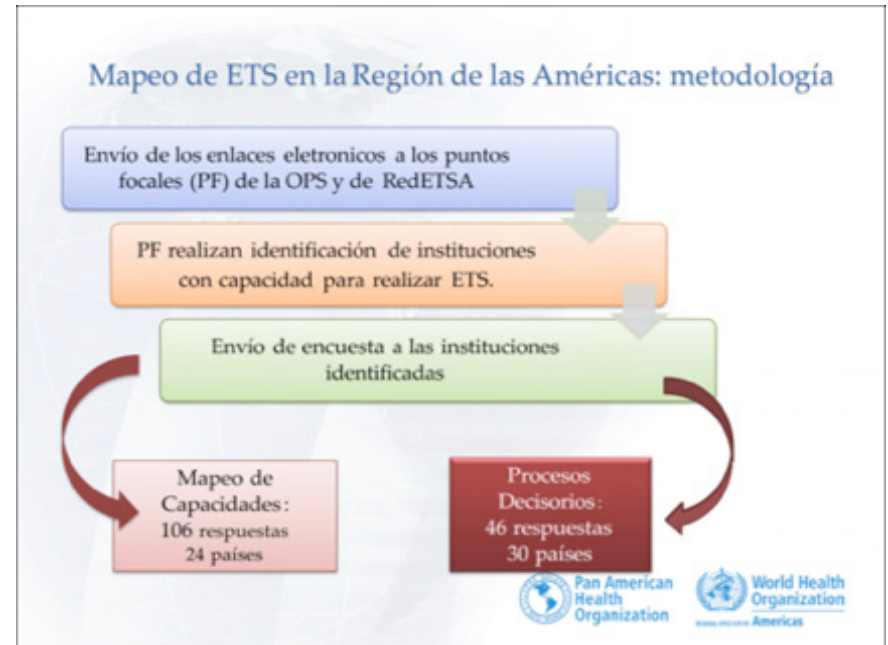 Mapeo de ETS en la Región de las Américas: metodología
Envío de los enlaces eletronicos a los puntos
focales (PF) de la OPS y de RedETSA
PF realizan identificación de instituciones
con capacidad para realizar ETS.
Envío de encuesta a las instituciones
identificadas
Mapeo de
Capacidades:
106 respuestas
24 países
Procesos
Decisorios:
46 respuestas
30 países
Pan American
Health
Organization
World Health
Organization
Americas